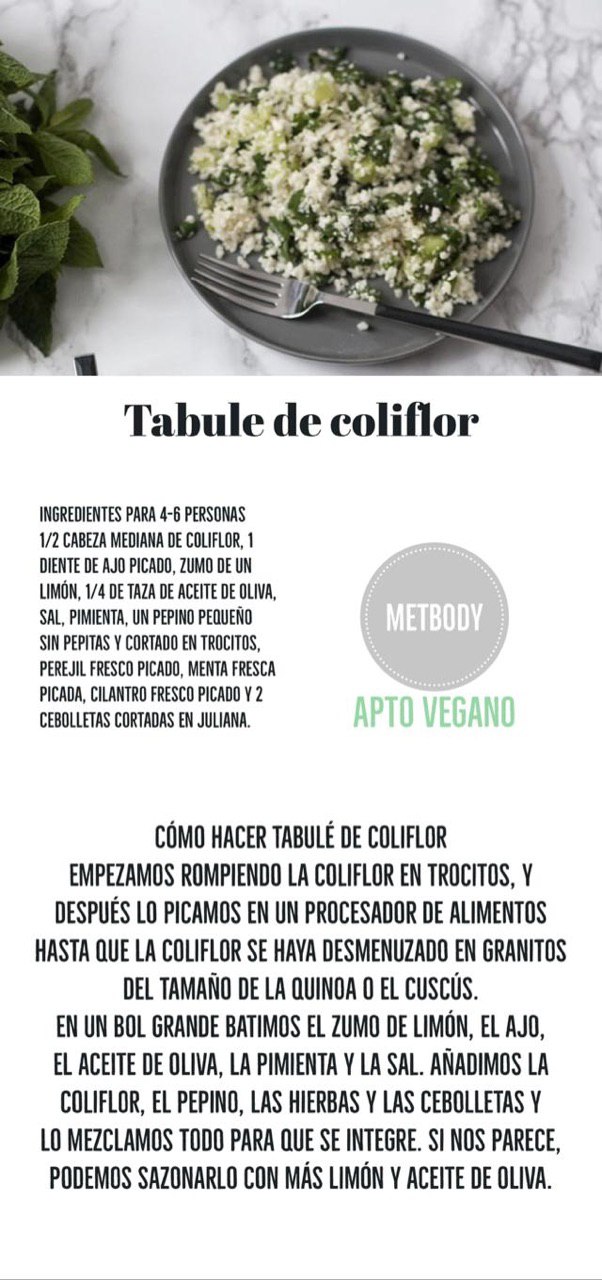 Tabule de coliflor
INGREDIENTES PARA 4-6 PERSONAS
1/2 CABEZA MEDIANA DE COLIFLOR, 1
DIENTE DE AJO PICADO, ZUMO DE UN
LIMÓN, 1/4 DE TAZA DE ACEITE DE OLIVA,
SAL, PIMIENTA, UN PEPINO PEQUEÑO
SIN PEPITAS Y CORTADO EN TROCITOS,
PEREJIL FRESCO PICADO, MENTA FRESCA
PICADA, CILANTRO FRESCO PICADO Y 2
CEBOLLETAS CORTADAS EN JULIANA.
METBODY
APTO VEGANO
CÓMO HACER TABULÉ DE COLIFLOR
EMPEZAMOS ROMPIENDO LA COLIFLOR EN TROCITOS, Y
DESPUÉS LO PICAMOS EN UN PROCESADOR DE ALIMENTOS
HASTA QUE LA COLIFLOR SE HAYA DESMENUZADO EN GRANITOS
DEL TAMAÑO DE LA QUINOA O EL CUSCÚS.
EN UN BOL GRANDE BATIMOS EL ZUMO DE LIMÓN, EL AJO,
EL ACEITE DE OLIVA, LA PIMIENTA Y LA SAL. AÑADIMOS LA
COLIFLOR, EL PEPINO, LAS HIERBAS Y LAS CEBOLLETAS Y
LO MEZCLAMOS TODO PARA QUE SE INTEGRE. SI NOS PARECE,
PODEMOS SAZONARLO CON MÁS LIMÓN Y ACEITE DE OLIVA.